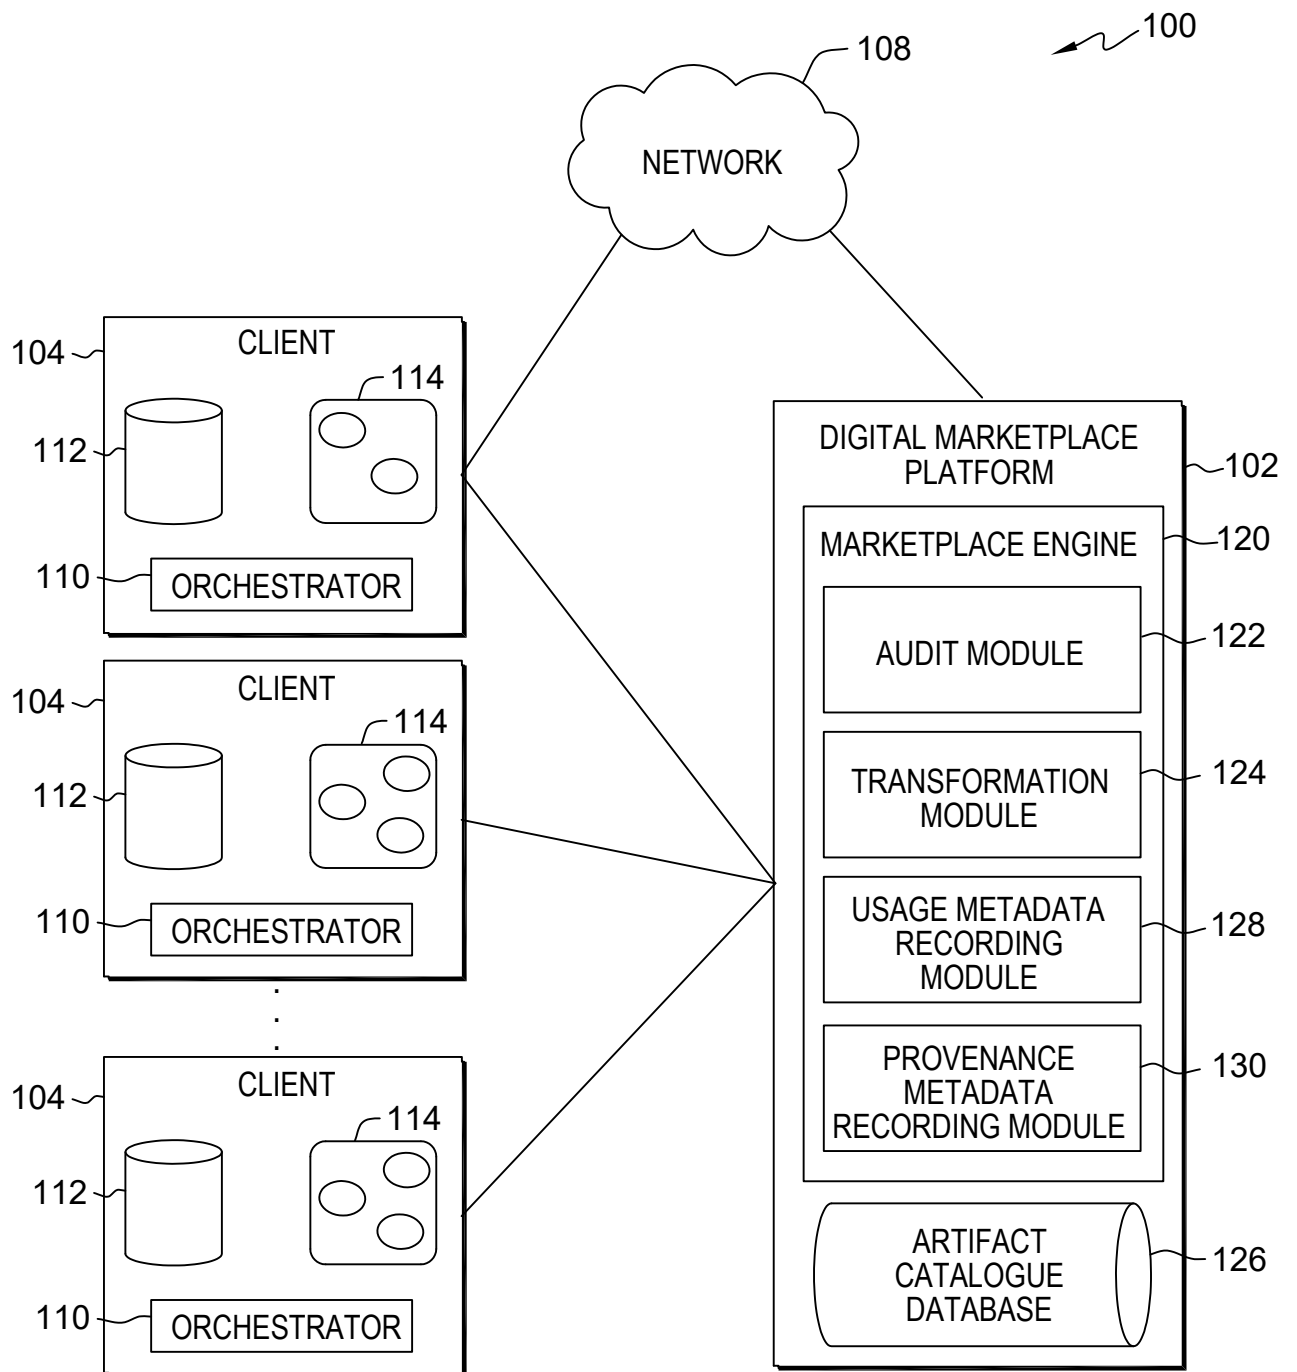 100
108
NETWORK
CLIENT
104
114
112
110
ORCHESTRATOR
CLIENT
104
114
112
110
ORCHESTRATOR
.
.
.
CLIENT
104
114
112
110
ORCHESTRATOR
DIGITAL MARKETPLACE
PLATFORM
102
MARKETPLACE ENGINE
120
AUDIT MODULE
122
TRANSFORMATION
MODULE
124
USAGE METADATA
RECORDING
MODULE
128
PROVENANCE
METADATA
RECORDING MODULE
130
ARTIFACT
CATALOGUE
DATABASE
126